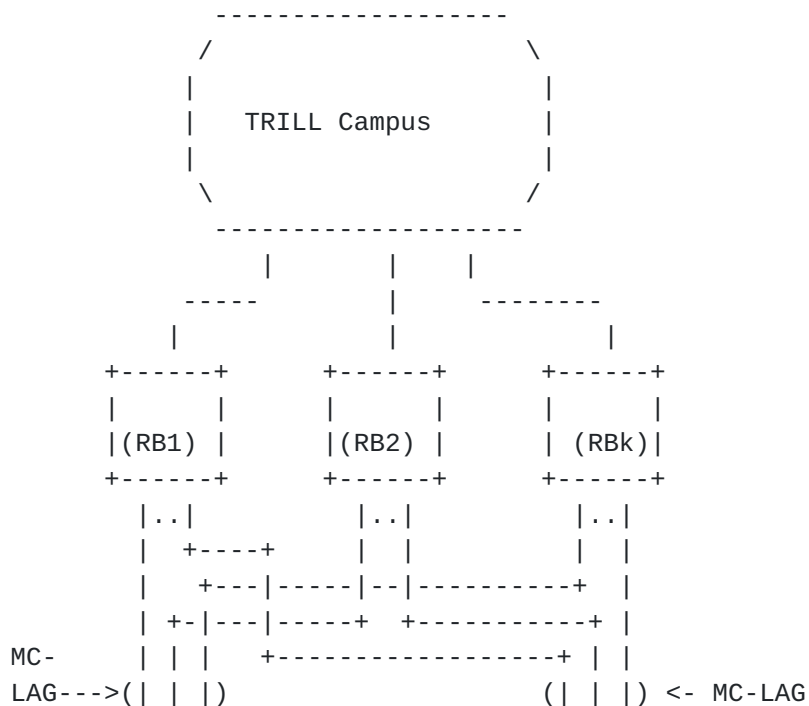 TRILL Campus
(RB1) (RB2) (RBk)
MC-
LAG--->( ) ( ) <- MC-LAG